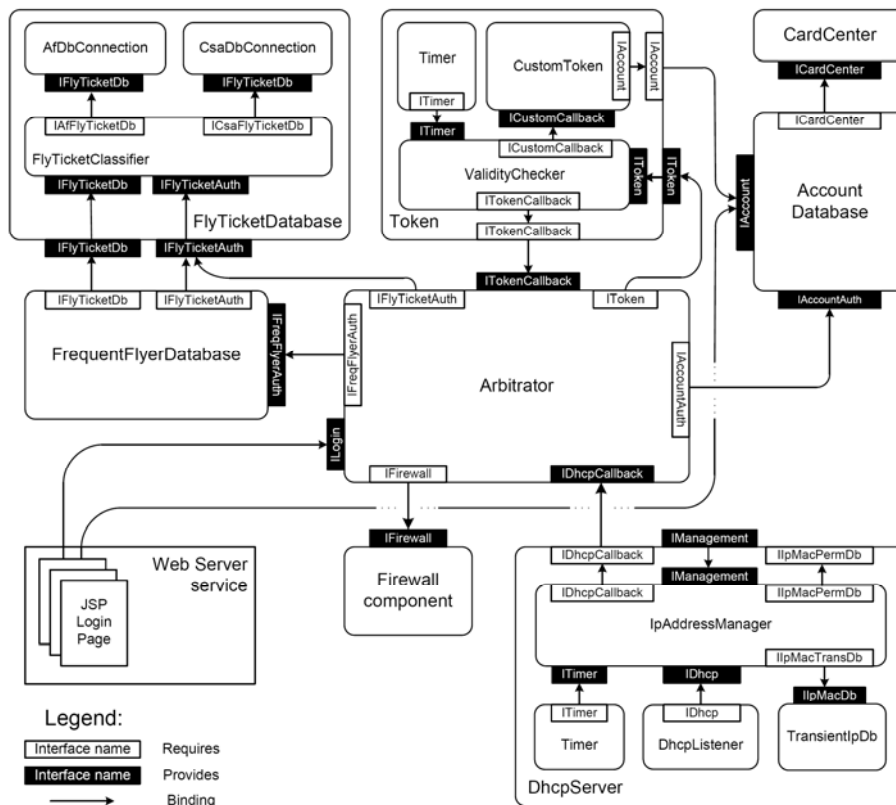 AfDbConnection
IFlyTicketDb
CsaDbConnection
IFlyTicketDb
IAfFlyTicketDb
ICsaFlyTicketDb
FlyTicketClassifier
IFlyTicketDb
IFlyTicketAuth
FlyTicketDatabase
IFlyTicketDb
IFlyTicketAuth
Timer
ITimer
ITimer
CustomToken
IAccount
IAccount
ICustomCallback
ICustomCallback
ValidityChecker
IToken
IToken
ITokenCallback
Token
ITokenCallback
CardCenter
ICardCenter
ICardCenter
Account
Database
IAccount
IAccountAuth
IFlyTicketDb
IFlyTicketAuth
FrequentFlyerDatabase
IFreqFlyerAuth
ITokenCallback
IFlyTicketAuth
IToken
IFreqFlyerAuth
Arbitrator
IAccountAuth
ILogin
IFirewall
IDhcpCallback
IFirewall
Firewall
component
Web Server
service
JSP
Login
Page
IDhcpCallback
IManagement
IIpMacPermDb
IDhcpCallback
IManagement
IIpMacPermDb
IpAddressManager
IIpMacTransDb
ITimer
IDhcp
IIpMacDb
ITimer
IDhcp
Timer
DhcpListener
TransientIpDb
DhcpServer
Legend:
Interface name
Requires
Interface name
Provides
Binding